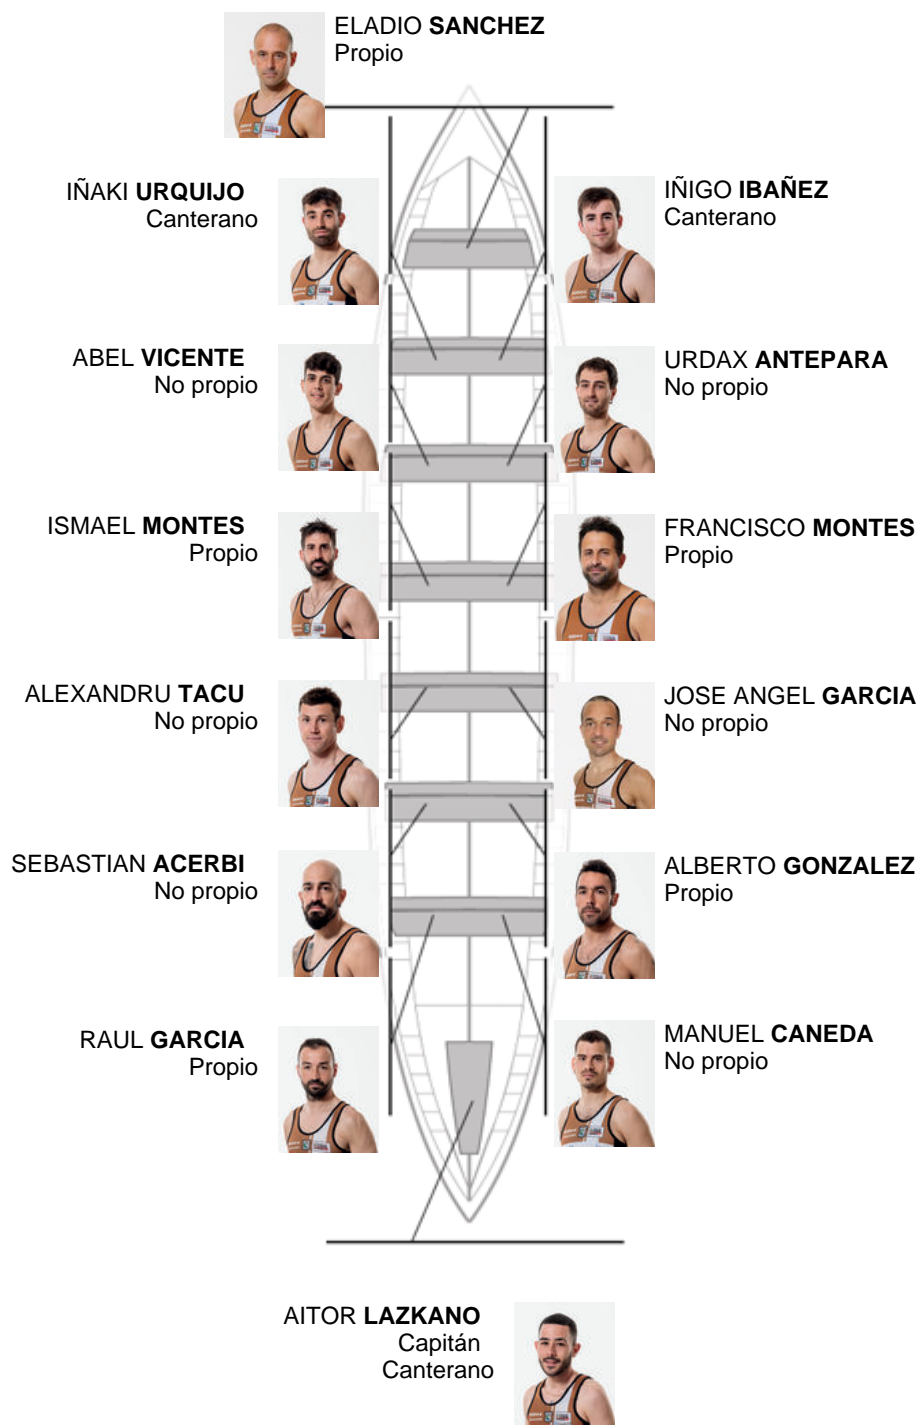 ELADIO SANCHEZ
Propio
IÑAKI URQUIJO
Canterano
IÑIGO IBAÑEZ
Canterano
ABEL VICENTE
No propio
URDAX ANTEPARA
No propio
ISMAEL MONTES
Propio
FRANCISCO MONTES
Propio
ALEXANDRU TACU
No propio
JOSE ANGEL GARCIA
No propio
SEBASTIAN ACERBI
No propio
ALBERTO GONZALEZ
Propio
RAUL GARCIA
Propio
MANUEL CANEDA
No propio
AITOR LAZKANO
Capitán
Canterano